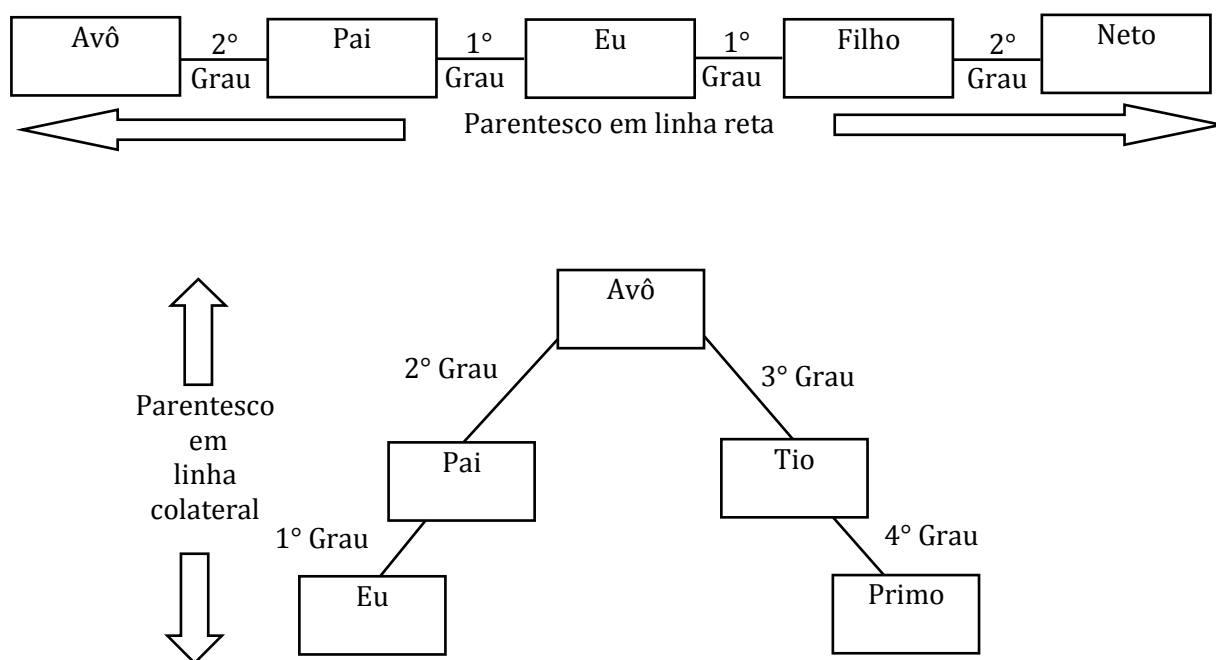 Avô
2°
Grau
Pai
1°
Grau
Eu
1°
Grau
Filho
2°
Grau
Neto
Parentesco em linha reta
Avô
2° Grau
3° Grau
Parentesco
em
linha
colateral
Pai
Tio
1° Grau
4° Grau
Eu
Primo